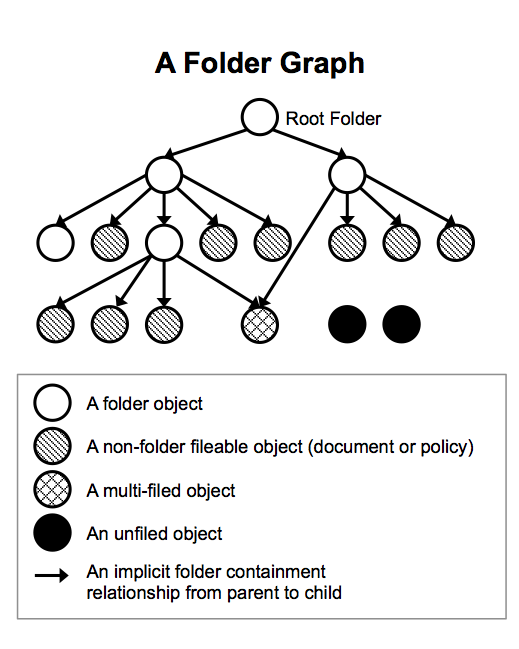 A Folder Graph
Root Folder
A folder object
A non-folder fileable object (document or policy)
A multi-filed object
An unfiled object
An implicit folder containment
relationship from parent to child